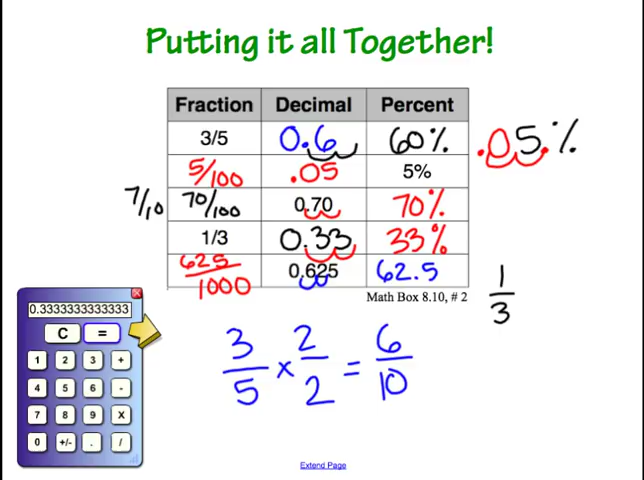 Putting it all Together!
Fraction Decimal Percent
3/5 0.6 60% .05.%
5/100 .05 5%
7/10 70/100 0.70 70%
1/3 0.33 33%
625/1000 0.625 62.5
Math Box 8.10, # 2
1/3
0.3333333333333
C =
1 2 3 +
4 5 6 -
7 8 9 X
0 +/- . /
3/5 x 2/2 = 6/10
Extend Page